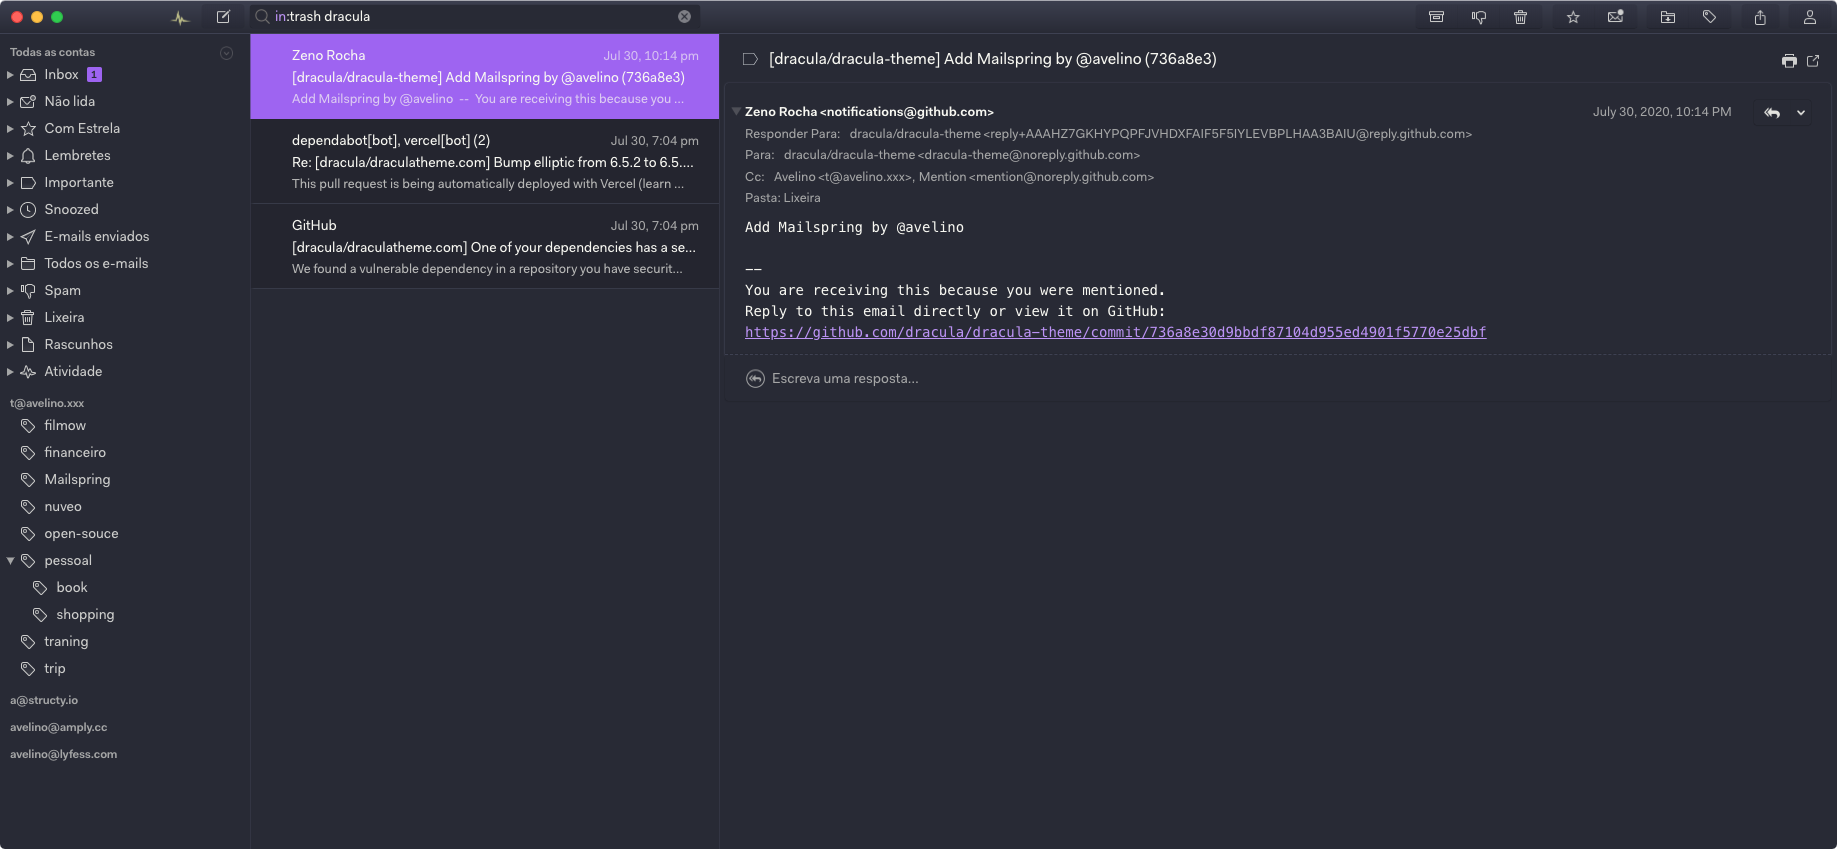 in:trash dracula
Todas as contas
Inbox 1
Não lida
Com Estrela
Lembretes
Importante
Snoozed
E-mails enviados
Todos os e-mails
Spam
Lixeira
Rascunhos
Atividade
t@avelino.xxx
filmow
financeiro
Mailspring
nuveo
open-souce
pessoal
book
shopping
traning
trip
a@structy.io
avelino@amply.cc
avelino@lyfess.com
Zeno Rocha Jul 30, 10:14 pm
[dracula/dracula-theme] Add Mailspring by @avelino (736a8e3)
Add Mailspring by @avelino -- You are receiving this because you ...
dependabot[bot], vercel[bot] (2) Jul 30, 7:04 pm
Re: [dracula/draculatheme.com] Bump elliptic from 6.5.2 to 6.5....
This pull request is being automatically deployed with Vercel (learn ...
GitHub Jul 30, 7:04 pm
[dracula/draculatheme.com] One of your dependencies has a se...
We found a vulnerable dependency in a repository you have securit...
[dracula/dracula-theme] Add Mailspring by @avelino (736a8e3)
Zeno Rocha <notifications@github.com> July 30, 2020, 10:14 PM
Responder Para: dracula/dracula-theme <reply+AAAHZ7GKHYPQPFJVHDXFAIF5F5IYLEVBPLHAA3BAIU@reply.github.com>
Para: dracula/dracula-theme <dracula-theme@noreply.github.com>
Cc: Avelino <t@avelino.xxx>, Mention <mention@noreply.github.com>
Pasta: Lixeira
Add Mailspring by @avelino
--
You are receiving this because you were mentioned.
Reply to this email directly or view it on GitHub:
https://github.com/dracula/dracula-theme/commit/736a8e30d9bbdf87104d955ed4901f5770e25dbf
Escreva uma resposta...